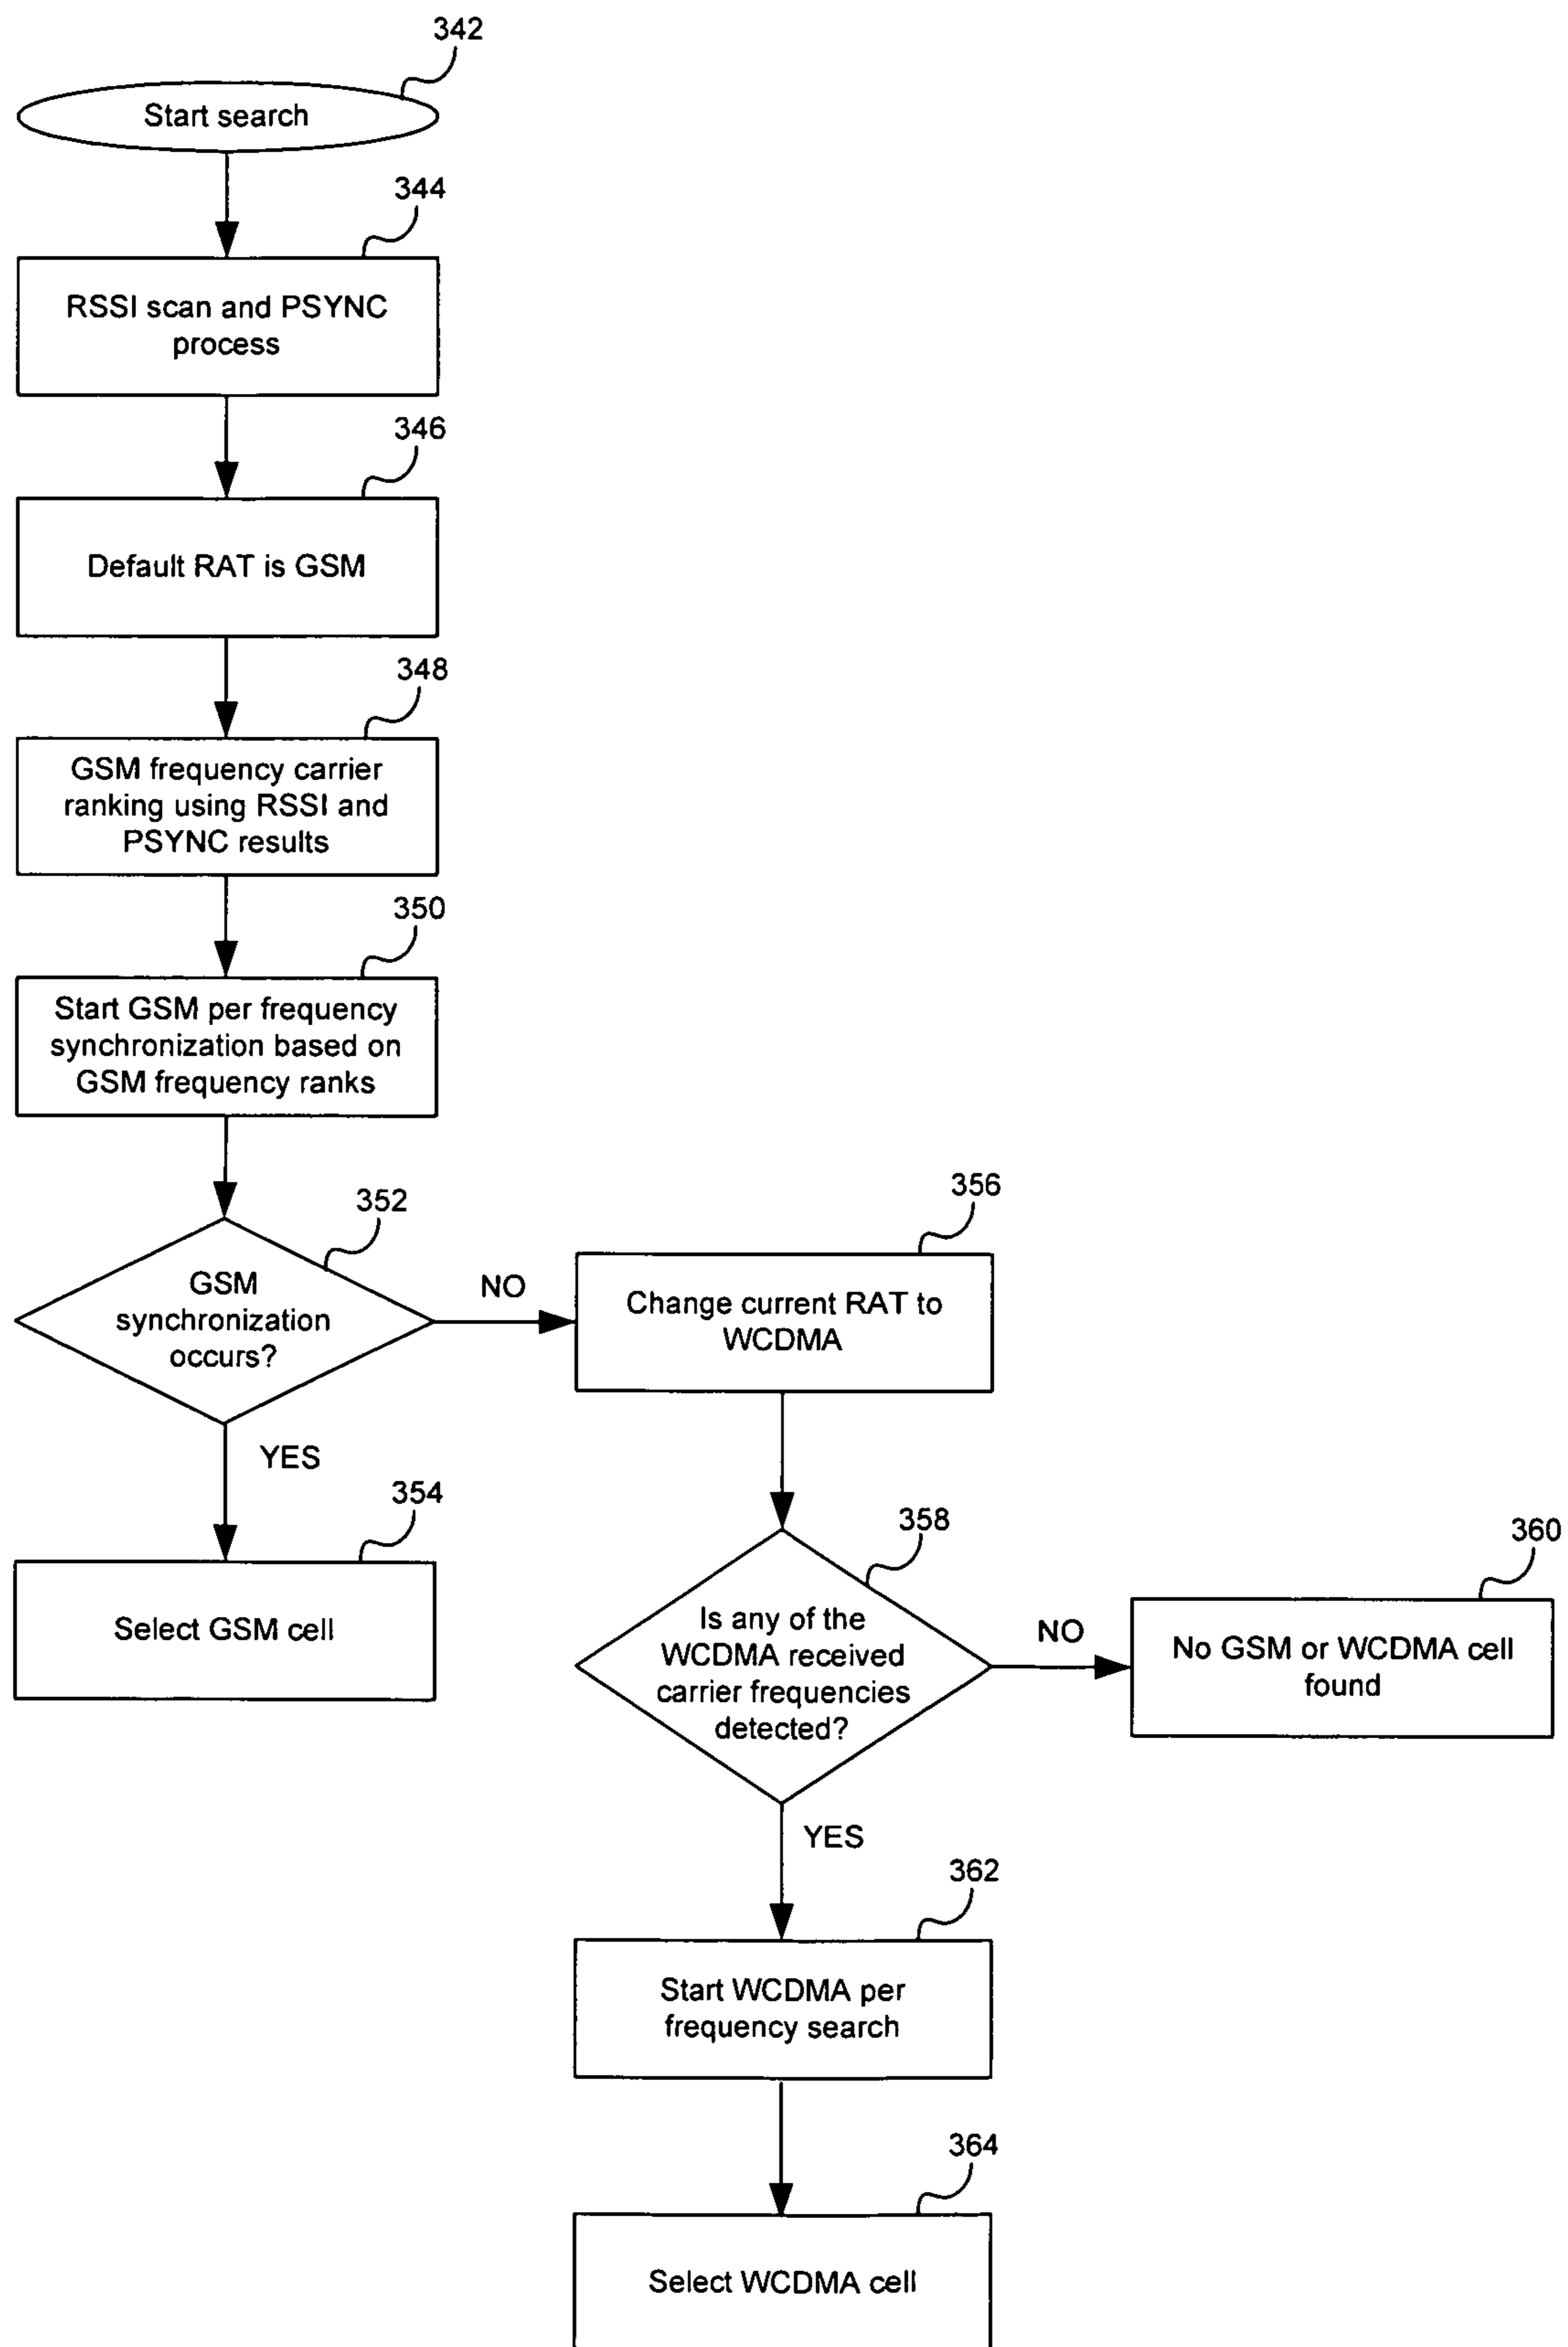 342
Start search
344
RSSI scan and PSYNC
process
346
Default RAT is GSM
348
GSM frequency carrier
ranking using RSSI and
PSYNC results
350
Start GSM per frequency
synchronization based on
GSM frequency ranks
352
GSM
synchronization
occurs?
NO
356
Change current RAT to
WCDMA
YES
354
Select GSM cell
358
Is any of the
WCDMA received
carrier frequencies
detected?
NO
360
No GSM or WCDMA cell
found
YES
362
Start WCDMA per
frequency search
364
Select WCDMA cell